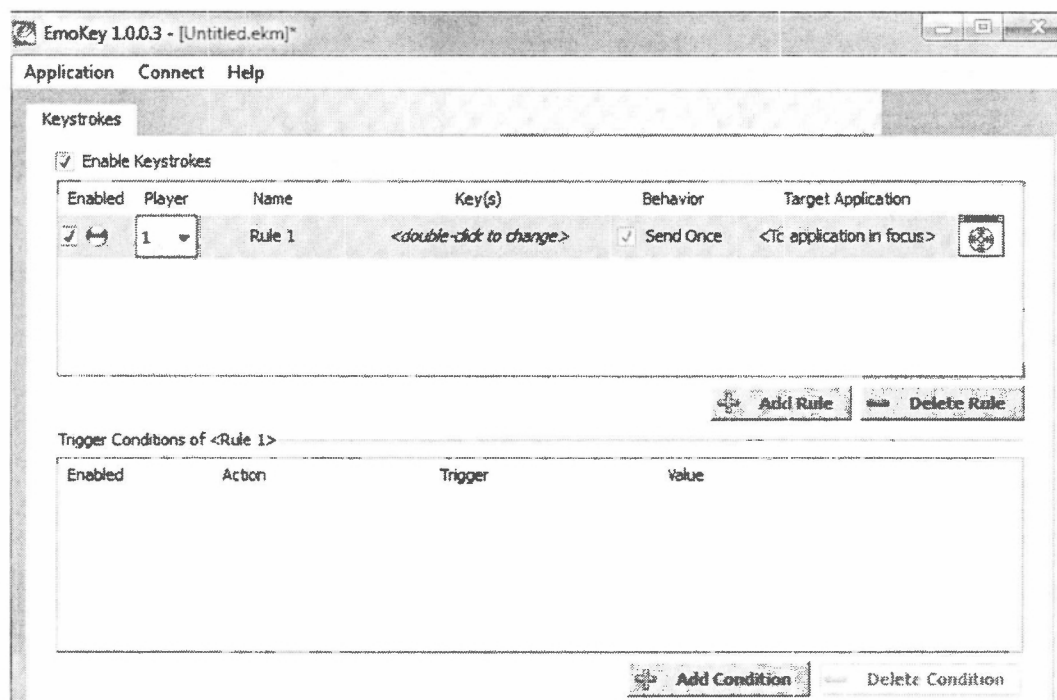 EmoKey 1.0.0.3 - [Untitled.ekm]*
Application Connect Help
Keystrokes
Enable Keystrokes
Enabled Player Name Key(s) Behavior Target Application
1 Rule 1 <double-click to change> Send Once <To application in focus>
Add Rule Delete Rule
Trigger Conditions of <Rule 1>
Enabled Action Trigger Value
Add Condition Delete Condition